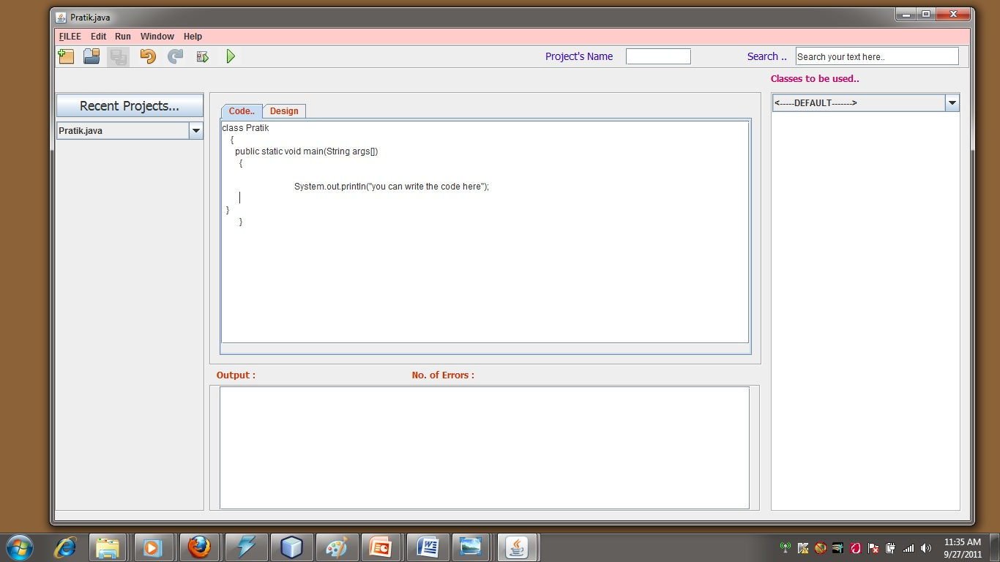 Pratik.java
FILEE Edit Run Window Help
Project's Name
Search .. Search your text here..
Classes to be used..
Recent Projects...
Pratik.java
Code.. Design
class Pratik
{
public static void main(String args[])
{
System.out.println("you can write the code here");
}
}
<-----DEFAULT------->
Output :
No. of Errors :
11:35 AM
9/27/2011